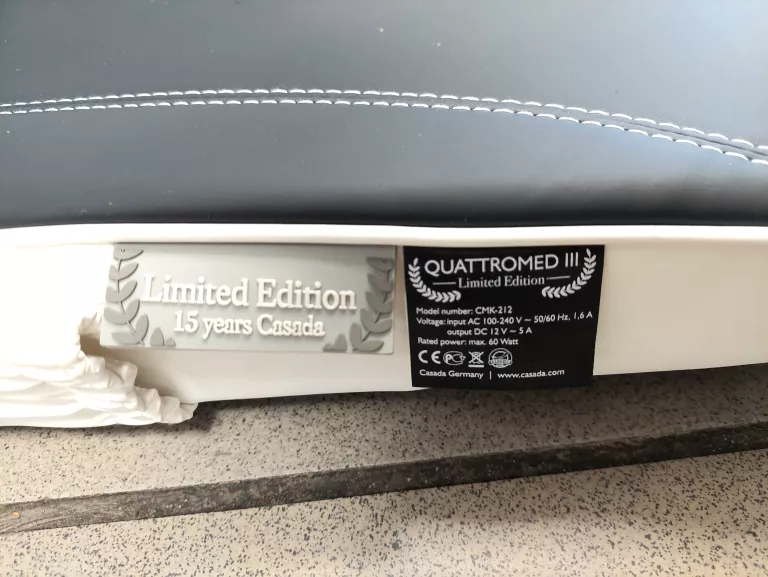 Limited Edition
15 years Casada
QUATTROMED III
Limited Edition
Model number: CMK-212
Voltage: input AC 100-240 V ~ 50/60 Hz, 1,6 A
output DC 12 V ~ 5 A
Rated power: max. 60 Watt
CE
Casada Germany | www.casada.com